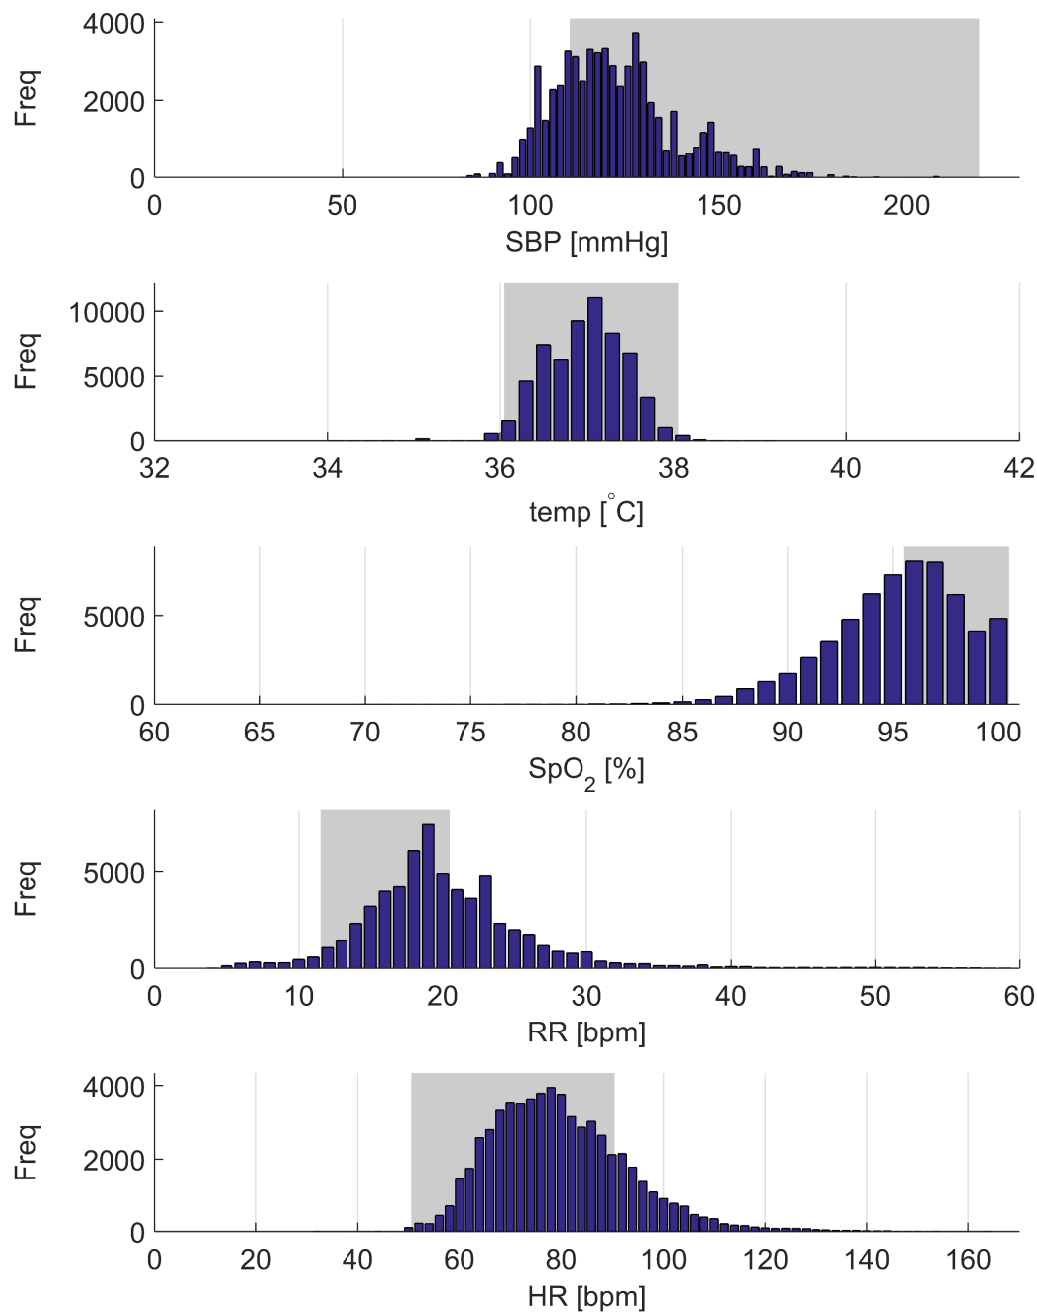 4000
2000
0
Freq
0 50 100 150 200
SBP [mmHg]
10000
5000
0
Freq
32 34 36 38 40 42
temp [°C]
5000
0
Freq
60 65 70 75 80 85 90 95 100
SpO2 [%]
5000
0
Freq
0 10 20 30 40 50 60
RR [bpm]
4000
2000
0
Freq
0 20 40 60 80 100 120 140 160
HR [bpm]